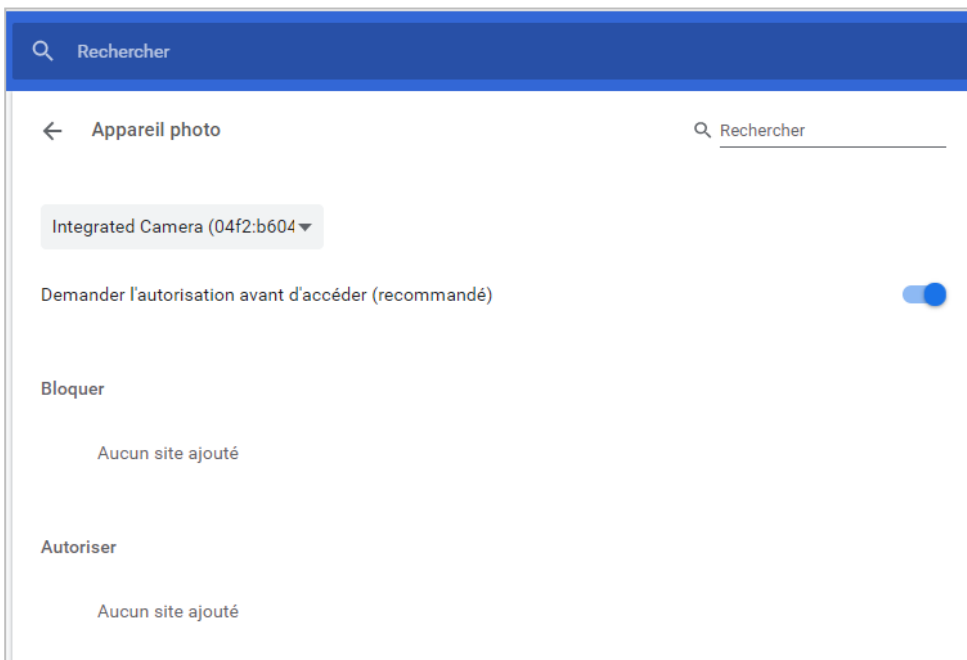 Rechercher
Appareil photo
Rechercher
Integrated Camera (04f2:b604
Demander l'autorisation avant d'accéder (recommandé)
Bloquer
Aucun site ajouté
Autoriser
Aucun site ajouté